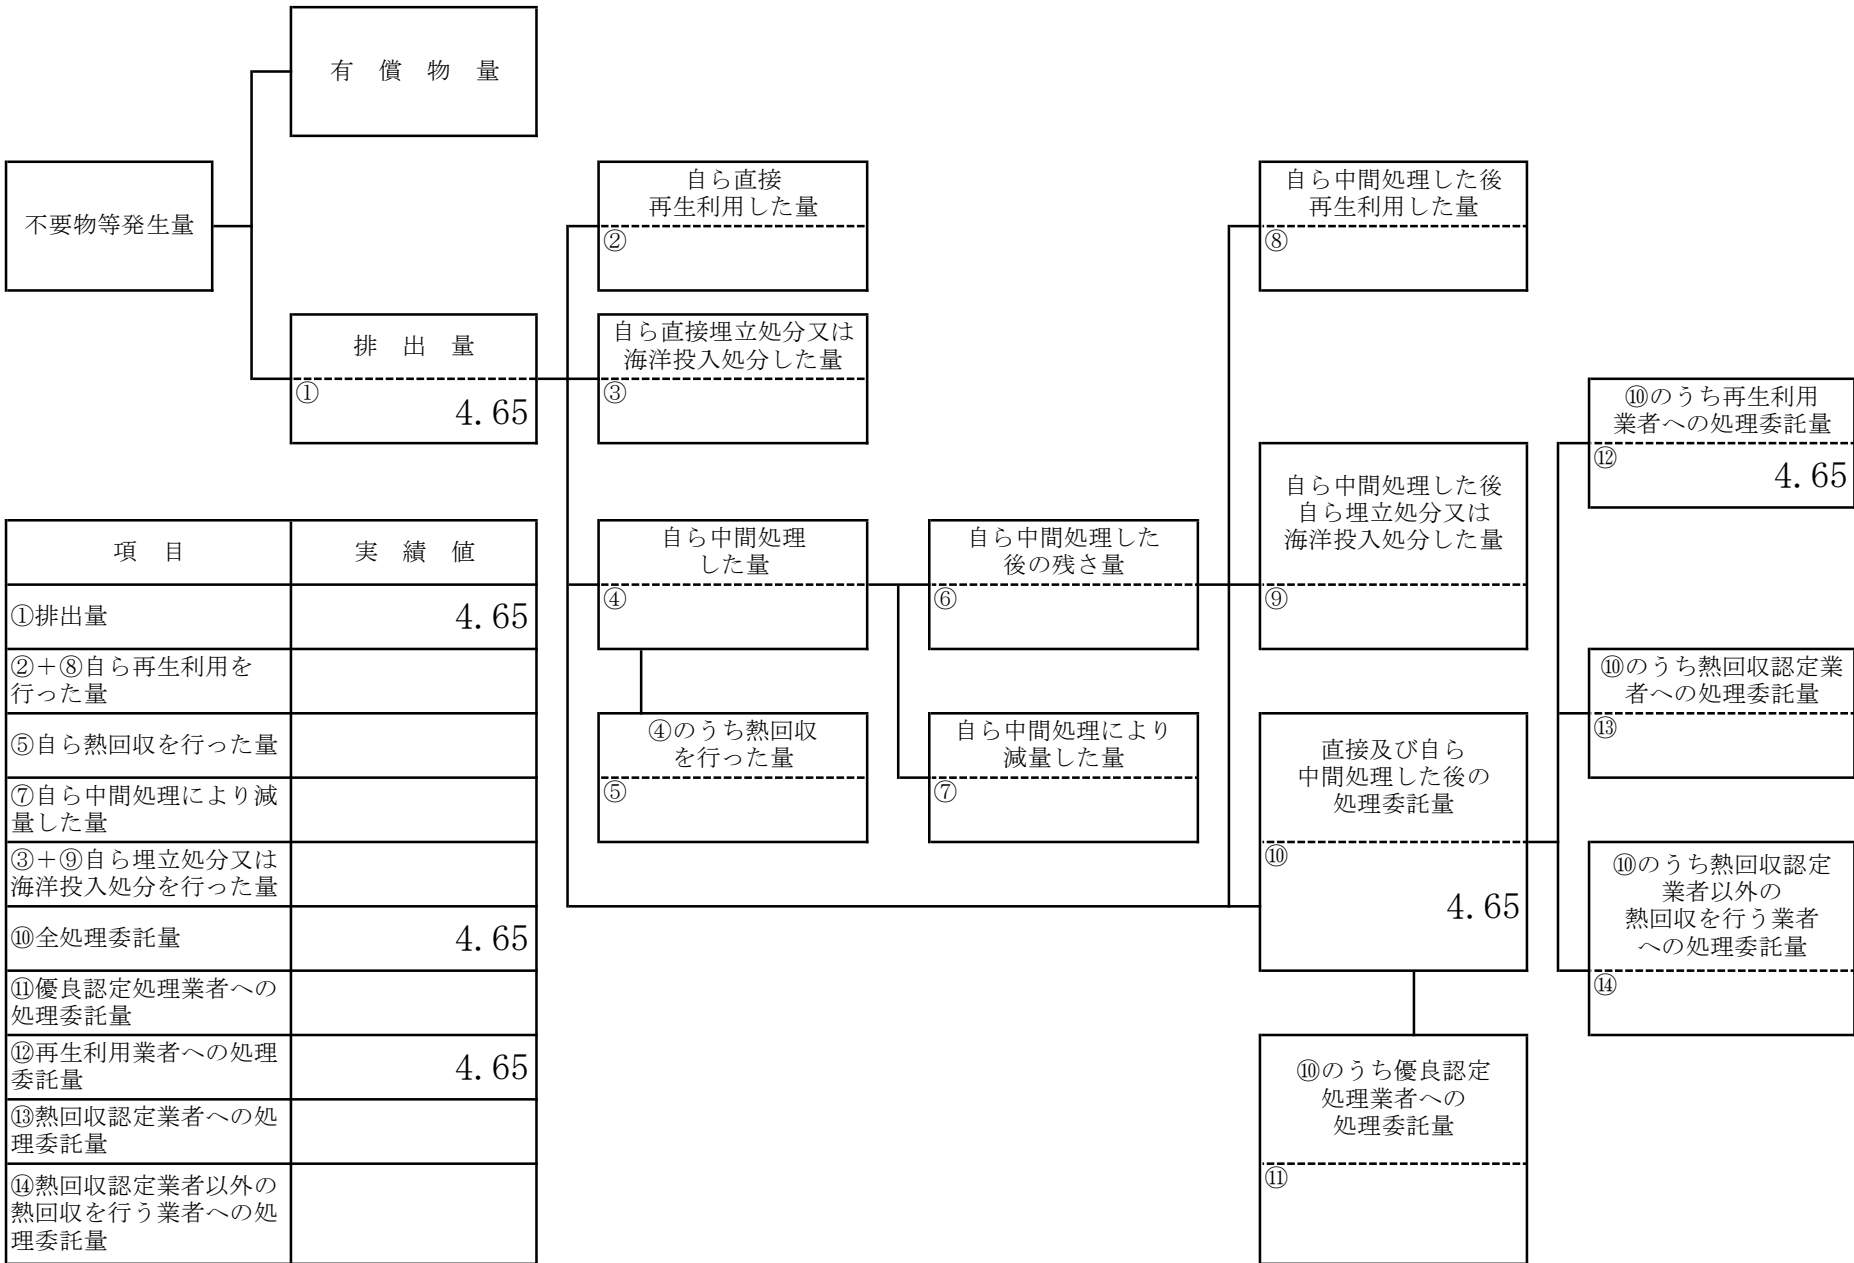 有 償 物 量
不要物等発生量
自ら直接
再生利用した量
②
自ら中間処理した後
再生利用した量
⑧
排 出 量
①
4.65
自ら直接埋立処分又は
海洋投入処分した量
③
⑩のうち再生利用
業者への処理委託量
⑫
4.65
自ら中間処理した後
自ら埋立処分又は
海洋投入処分した量
⑨
自ら中間処理
した量
④
自ら中間処理した
後の残さ量
⑥
⑩のうち熱回収認定業
者への処理委託量
⑬
④のうち熱回収
を行った量
⑤
自ら中間処理により
減量した量
⑦
直接及び自ら
中間処理した後の
処理委託量
⑩
4.65
⑩のうち熱回収認定
業者以外の
熱回収を行う業者
への処理委託量
⑭
⑩のうち優良認定
処理業者への
処理委託量
⑪
項 目 実 績 値
①排出量 4.65
②+⑧自ら再生利用を
行った量
⑤自ら熱回収を行った量
⑦自ら中間処理により減
量した量
③+⑨自ら埋立処分又は
海洋投入処分を行った量
⑩全処理委託量 4.65
⑪優良認定処理業者への
処理委託量
⑫再生利用業者への処理
委託量 4.65
⑬熱回収認定業者への処
理委託量
⑭熱回収認定業者以外の
熱回収を行う業者への処
理委託量